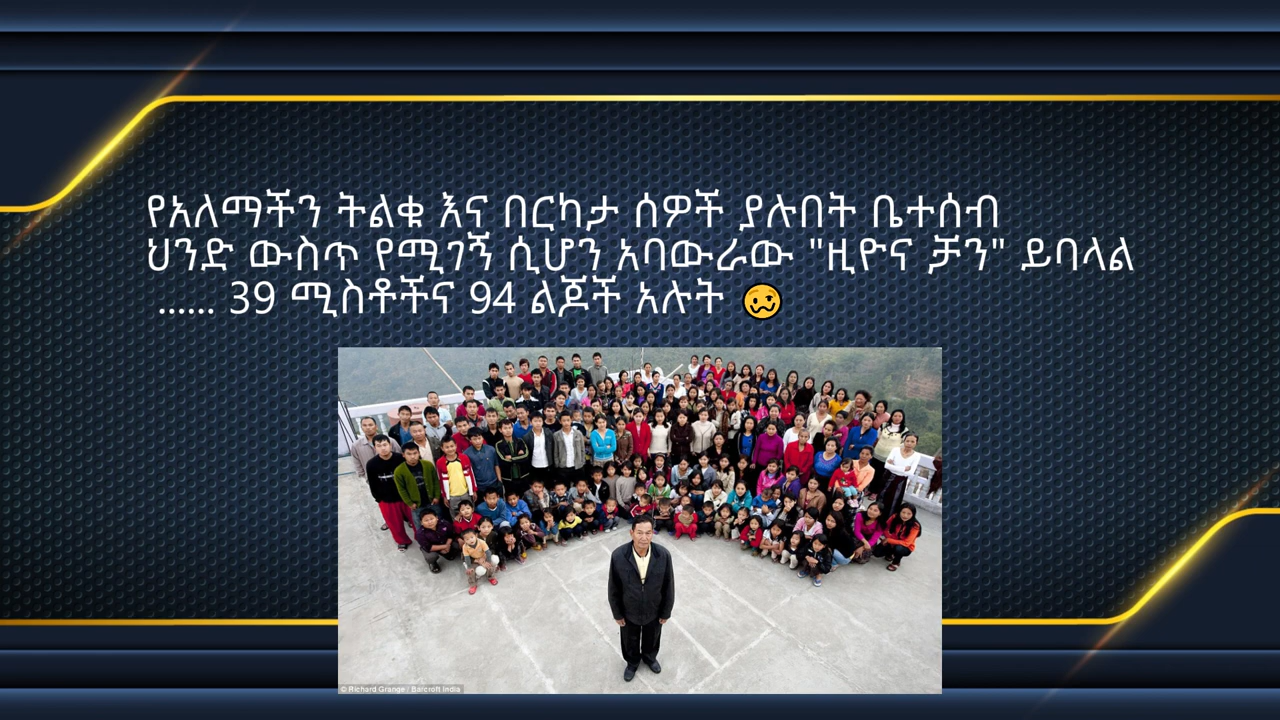 የአለማችን ትልቁ እና በርካታ ሰዎች ያሉበት ቤተሰብ
ህንድ ውስጥ የሚገኝ ሲሆን አባውራው "ዚዮና ቻን" ይባላል
...... 39 ሚስቶችና 94 ልጆች አሉት 🥴
© Richard Grange / Barcroft India